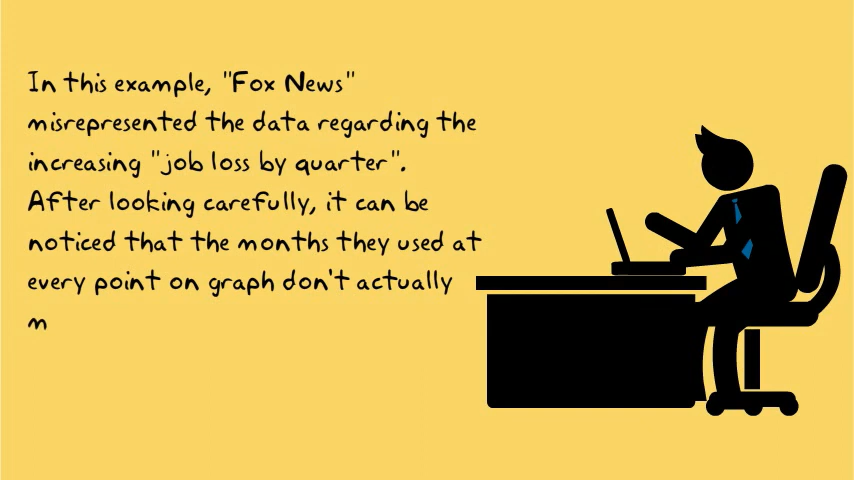 In this example, "Fox News"
misrepresented the data regarding the
increasing "job loss by quarter".
After looking carefully, it can be
noticed that the months they used at
every point on graph don't actually
m